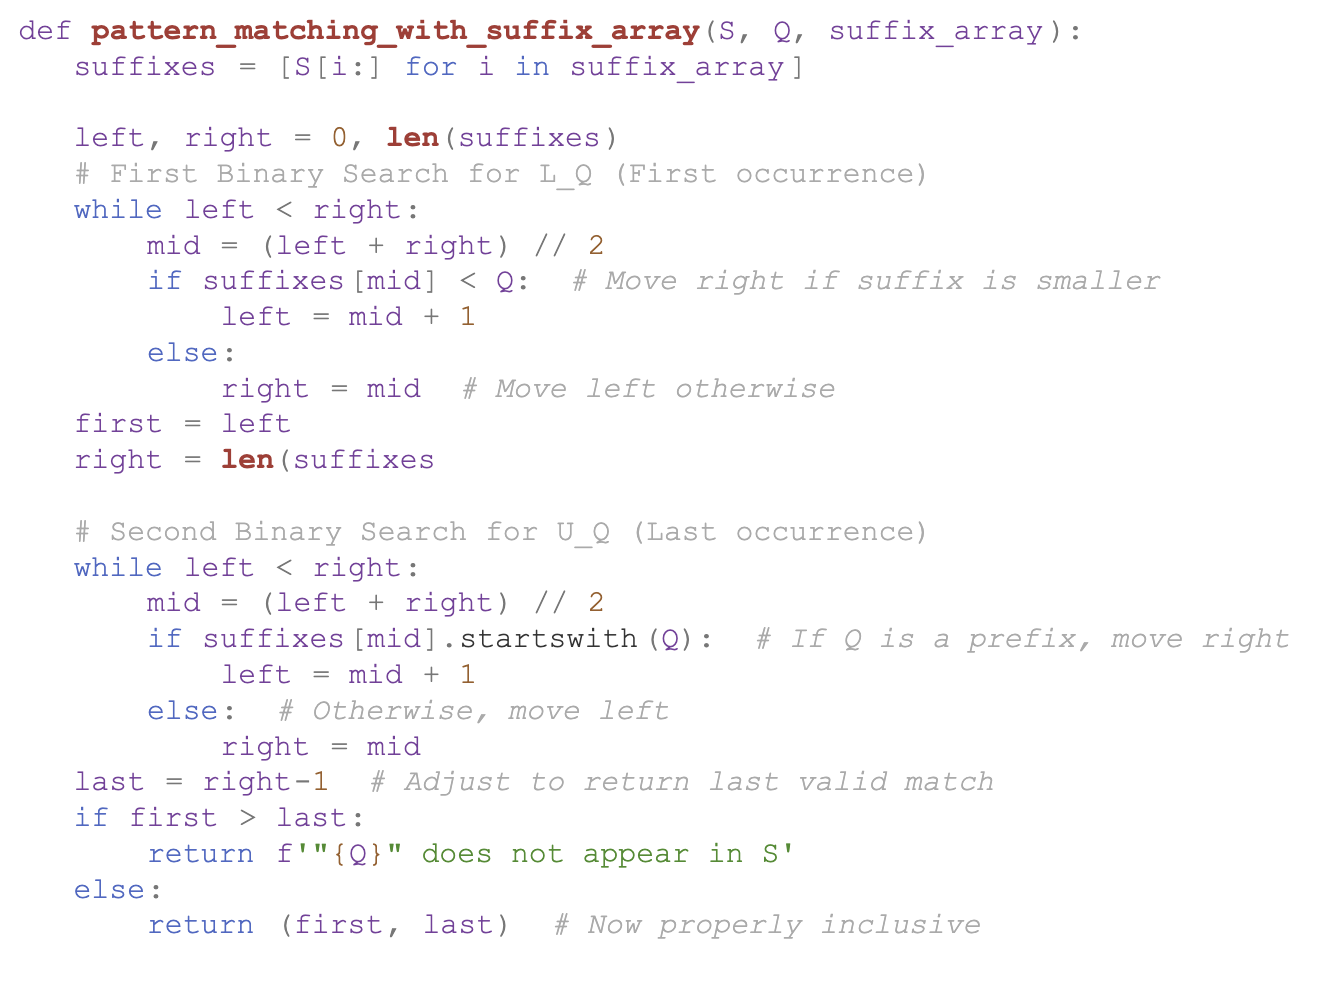 def pattern_matching_with_suffix_array(S, Q, suffix_array):
suffixes = [S[i:] for i in suffix_array]
left, right = 0, len(suffixes)
# First Binary Search for L_Q (First occurrence)
while left < right:
mid = (left + right) // 2
if suffixes[mid] < Q:  # Move right if suffix is smaller
left = mid + 1
else:
right = mid  # Move left otherwise
first = left
right = len(suffixes
# Second Binary Search for U_Q (Last occurrence)
while left < right:
mid = (left + right) // 2
if suffixes[mid].startswith(Q):  # If Q is a prefix, move right
left = mid + 1
else:  # Otherwise, move left
right = mid
last = right-1  # Adjust to return last valid match
if first > last:
return f'"{Q}" does not appear in S'
else:
return (first, last)  # Now properly inclusive